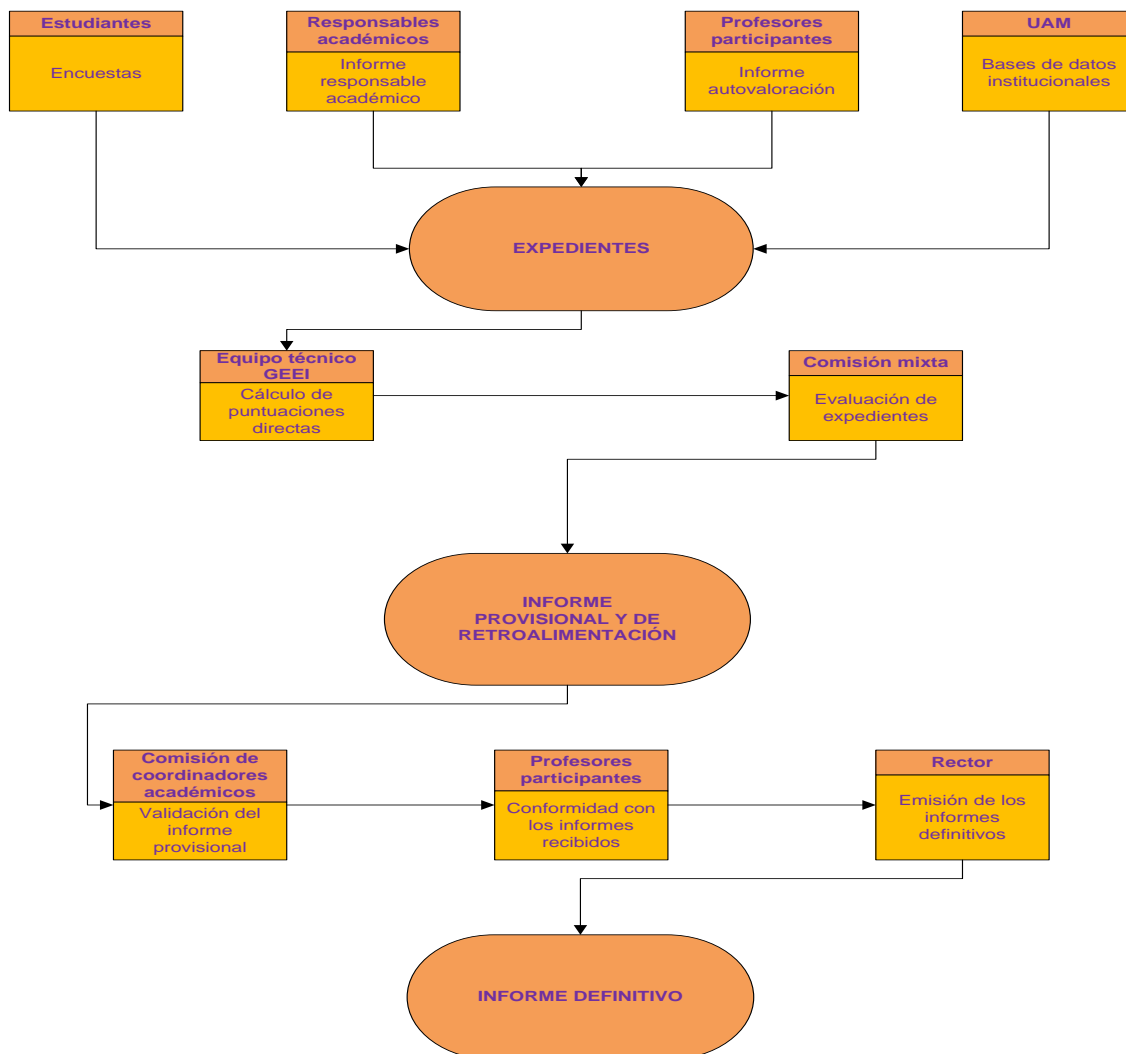 Estudiantes
Encuestas
Responsables
académicos
Informe
responsable
académico
Profesores
participantes
Informe
autovaloración
UAM
Bases de datos
institucionales
EXPEDIENTES
Equipo técnico
GEEI
Cálculo de
puntuaciones
directas
Comisión mixta
Evaluación de
expedientes
INFORME
PROVISIONAL Y DE
RETROALIMENTACIÓN
Comisión de
coordinadores
académicos
Validación del
informe
provisional
Profesores
participantes
Conformidad con
los informes
recibidos
Rector
Emisión de los
informes
definitivos
INFORME DEFINITIVO